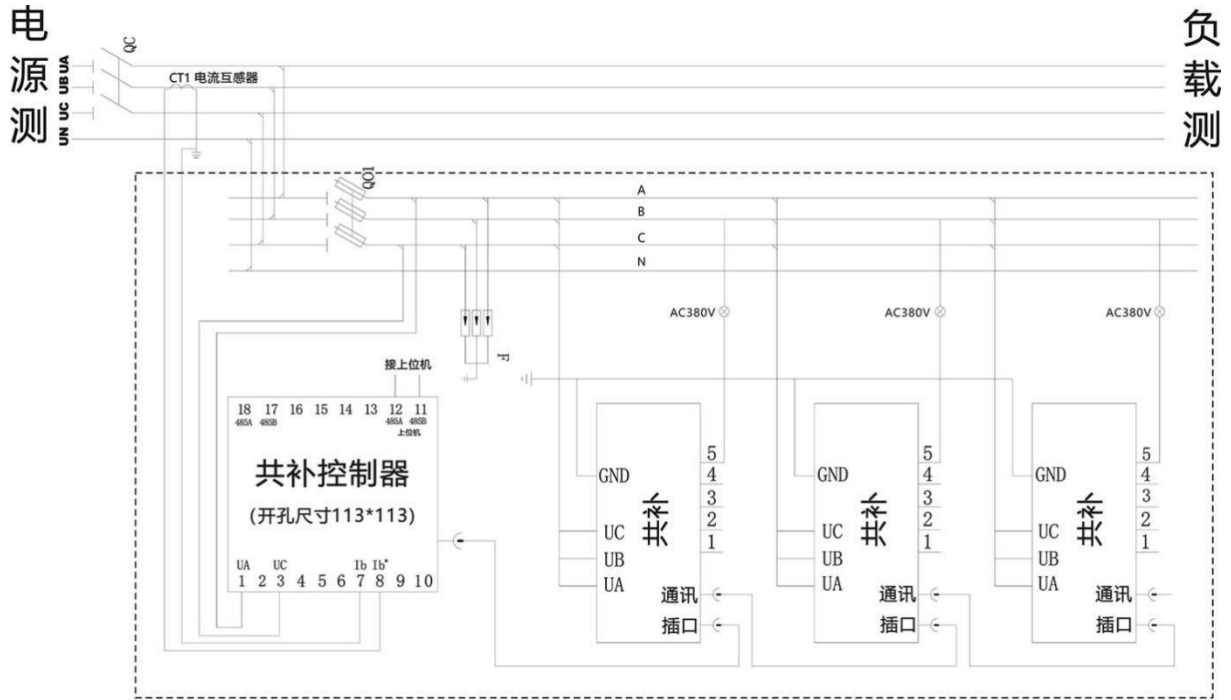 电源测
负载测
QC
UA
UB
UC
UN
CT1 电流互感器
QO1
A
B
C
N
AC380V
AC380V
AC380V
F
接上位机
18 17 16 15 14 13 12 11
485A 485B 485A 485B
上位机
共补控制器
(开孔尺寸113*113)
UA UC Ib Ib*
1 2 3 4 5 6 7 8 9 10
GND
UC
UB
UA
共补
5
4
3
2
1
通讯
插口
GND
UC
UB
UA
共补
5
4
3
2
1
通讯
插口
GND
UC
UB
UA
共补
5
4
3
2
1
通讯
插口